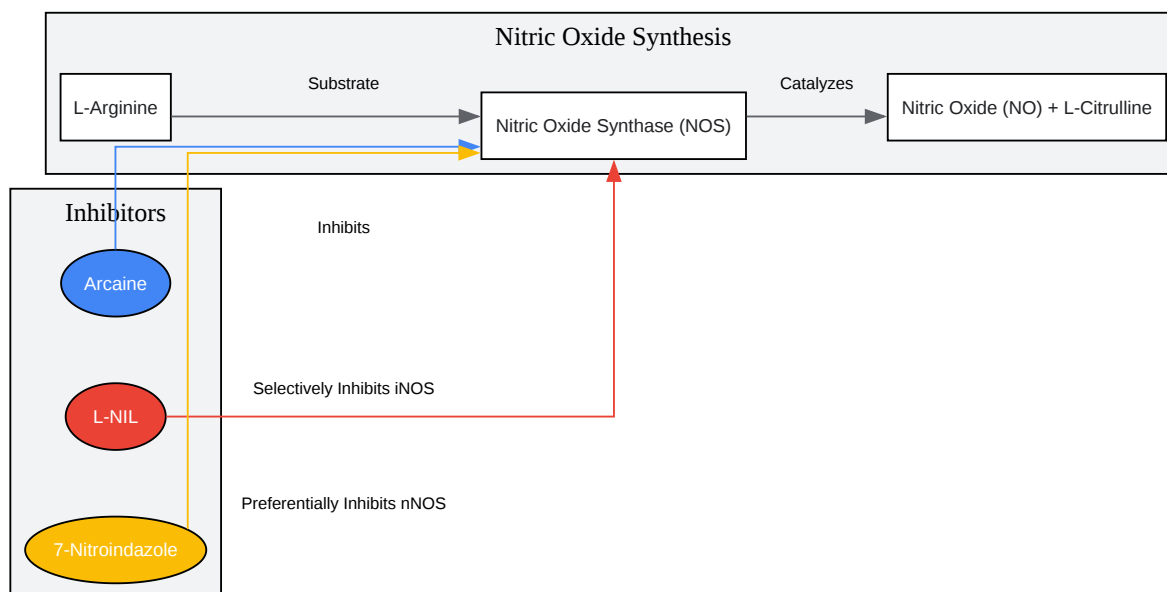 Nitric Oxide Synthesis
L-Arginine
Substrate
Nitric Oxide Synthase (NOS)
Catalyzes
Nitric Oxide (NO) + L-Citrulline
Inhibitors
Inhibits
Arcaine
Selectively Inhibits iNOS
L-NIL
Preferentially Inhibits nNOS
7-Nitroindazole